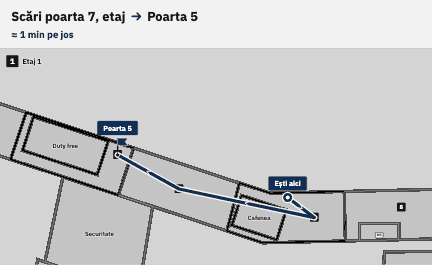 Scări poarta 7, etaj → Poarta 5
≈ 1 min pe jos
1 Etaj 1
Poarta 5
Duty free
Ești aici
Cafenea
Securitate